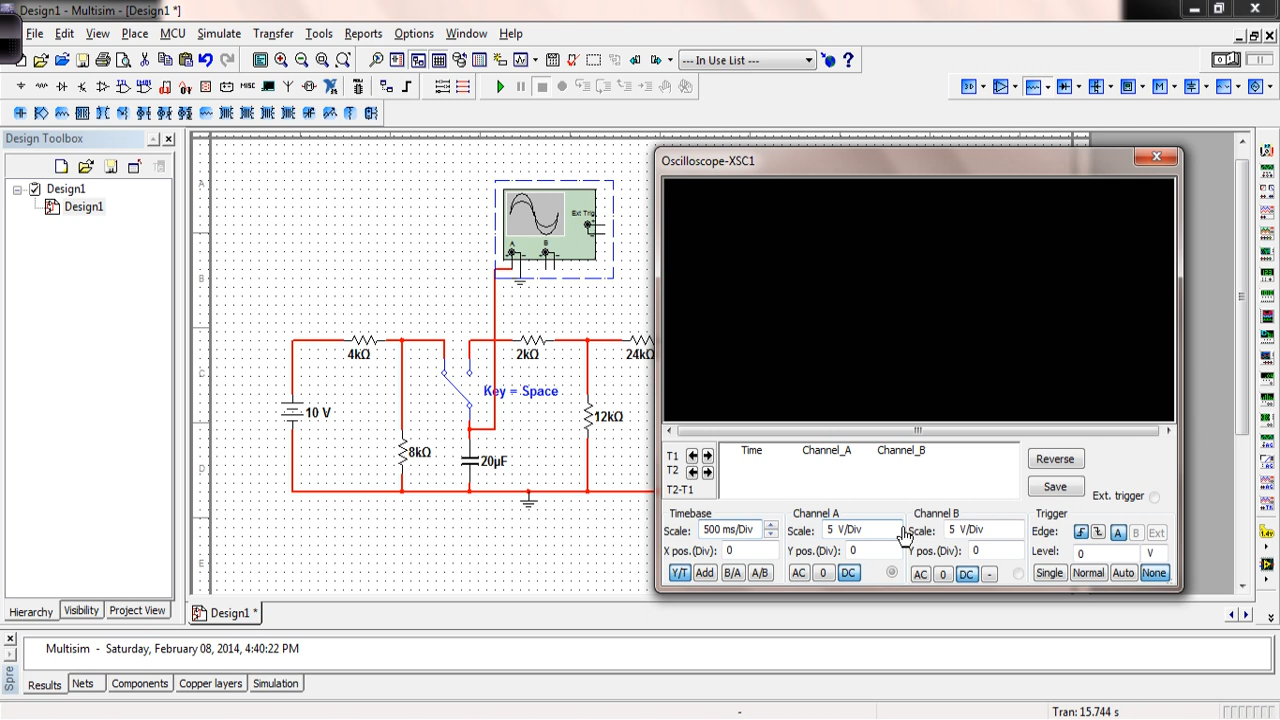 Design1 - Multisim - [Design1 *]
File Edit View Place MCU Simulate Transfer Tools Reports Options Window Help
--- In Use List ---
Design Toolbox
Design1
Design1
Oscilloscope-XSC1
Ext Trig
A B
4kΩ 2kΩ 24kΩ
Key = Space
10 V 12kΩ
8kΩ 20µF
Time Channel_A Channel_B
T1
T2
T2-T1
Reverse
Save
Ext. trigger
Timebase Channel A Channel B Trigger
Scale: 500 ms/Div Scale: 5 V/Div Scale: 5 V/Div Edge: A B Ext
X pos.(Div): 0 Y pos.(Div): 0 Y pos.(Div): 0 Level: 0 V
Y/T Add B/A A/B AC 0 DC AC 0 DC - Single Normal Auto None
Hierarchy Visibility Project View
Design1 *
Multisim - Saturday, February 08, 2014, 4:40:22 PM
Results Nets Components Copper layers Simulation
- Tran: 15.744 s